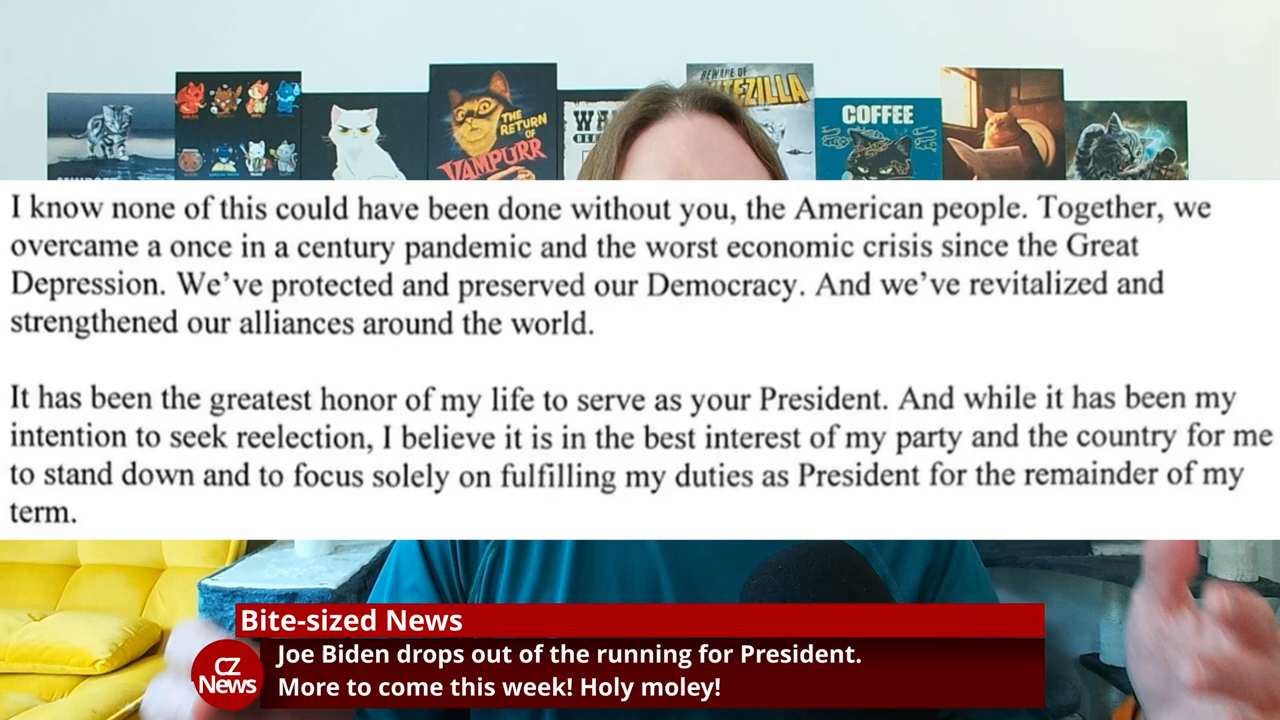 BEWARE OF
THE
RETURN
OF
VAMPURR
COFFEE
I know none of this could have been done without you, the American people. Together, we
overcame a once in a century pandemic and the worst economic crisis since the Great
Depression. We’ve protected and preserved our Democracy. And we’ve revitalized and
strengthened our alliances around the world.
It has been the greatest honor of my life to serve as your President. And while it has been my
intention to seek reelection, I believe it is in the best interest of my party and the country for me
to stand down and to focus solely on fulfilling my duties as President for the remainder of my
term.
Bite-sized News
CZ
News
Joe Biden drops out of the running for President.
More to come this week! Holy moley!